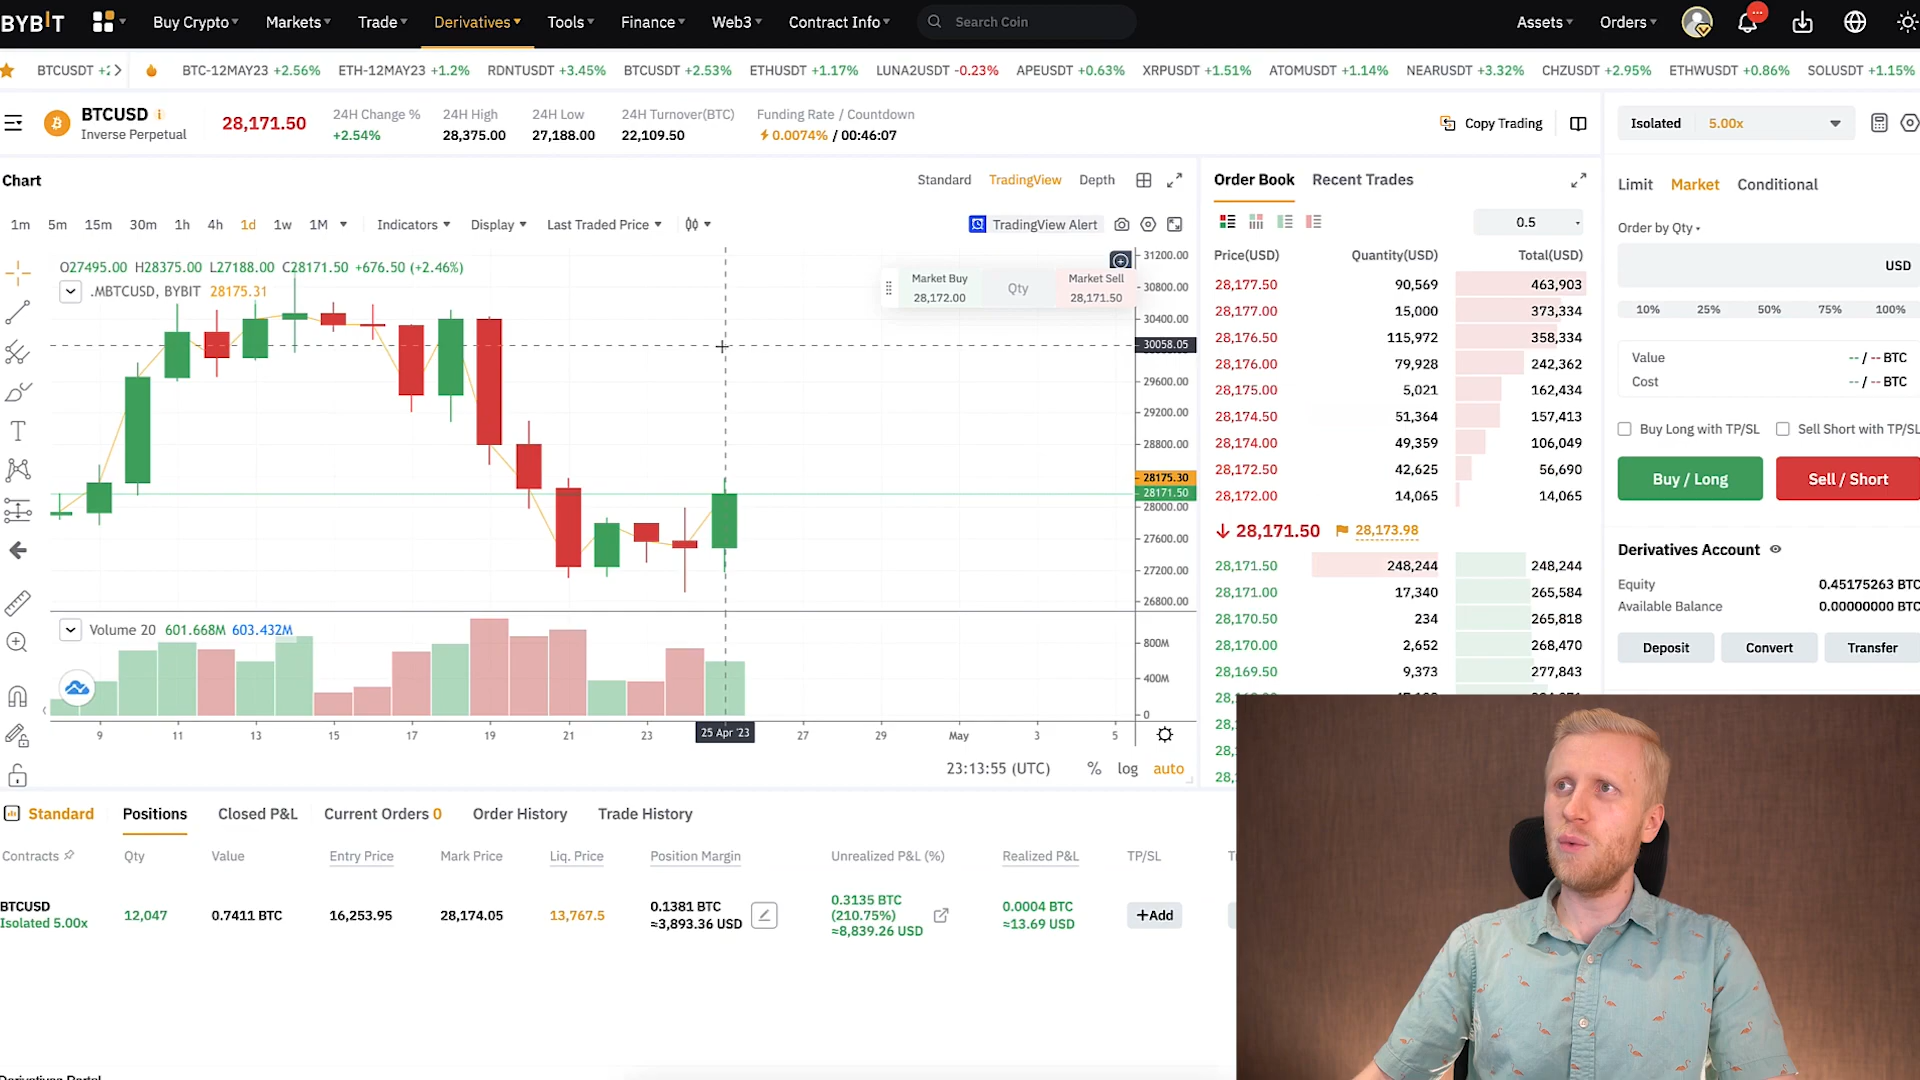 BYBIT Buy Crypto Markets Trade Derivatives Tools Finance Web3 Contract Info Search Coin Assets Orders
BTCUSDT BTC-12MAY23 +2.56% ETH-12MAY23 +1.2% RDNTUSDT +3.45% BTCUSDT +2.53% ETHUSDT +1.17% LUNA2USDT -0.23% APEUSDT +0.63% XRPUSDT +1.51% ATOMUSDT +1.14% NEARUSDT +3.32% CHZUSDT +2.95% ETHWUSDT +0.86% SOLUSDT +1.15%
BTCUSD
Inverse Perpetual
28,171.50
24H Change %
+2.54%
24H High
28,375.00
24H Low
27,188.00
24H Turnover(BTC)
22,109.50
Funding Rate / Countdown
0.0074% / 00:46:07
Copy Trading
Isolated 5.00x
Chart
Standard TradingView Depth
1m 5m 15m 30m 1h 4h 1d 1w 1M Indicators Display Last Traded Price TradingView Alert
O27495.00 H28375.00 L27188.00 C28171.50 +676.50 (+2.46%)
.MBTCUSD, BYBIT 28175.31
Market Buy
28,172.00
Qty
Market Sell
28,171.50
31200.00
30800.00
30400.00
30058.05
29600.00
29200.00
28800.00
28175.30
28171.50
28000.00
27600.00
27200.00
26800.00
Volume 20 601.668M 603.432M
800M
400M
0
9 11 13 15 17 19 21 23 25 Apr '23 27 29 May 3 5
23:13:55 (UTC) % log auto
Order Book Recent Trades
0.5
Price(USD) Quantity(USD) Total(USD)
28,177.50 90,569 463,903
28,177.00 15,000 373,334
28,176.50 115,972 358,334
28,176.00 79,928 242,362
28,175.00 5,021 162,434
28,174.50 51,364 157,413
28,174.00 49,359 106,049
28,172.50 42,625 56,690
28,172.00 14,065 14,065
28,171.50 28,173.98
28,171.50 248,244 248,244
28,171.00 17,340 265,584
28,170.50 234 265,818
28,170.00 2,652 268,470
28,169.50 9,373 277,843
Limit Market Conditional
Order by Qty
USD
10% 25% 50% 75% 100%
Value -- / -- BTC
Cost -- / -- BTC
Buy Long with TP/SL Sell Short with TP/SL
Buy / Long Sell / Short
Derivatives Account
Equity 0.45175263 BTC
Available Balance 0.00000000 BTC
Deposit Convert Transfer
Standard Positions Closed P&L Current Orders 0 Order History Trade History
Contracts Qty Value Entry Price Mark Price Liq. Price Position Margin Unrealized P&L (%) Realized P&L TP/SL
BTCUSD
Isolated 5.00x
12,047
0.7411 BTC
16,253.95
28,174.05
13,767.5
0.1381 BTC
≈3,893.36 USD
0.3135 BTC
(210.75%)
≈8,839.26 USD
0.0004 BTC
≈13.69 USD
+Add